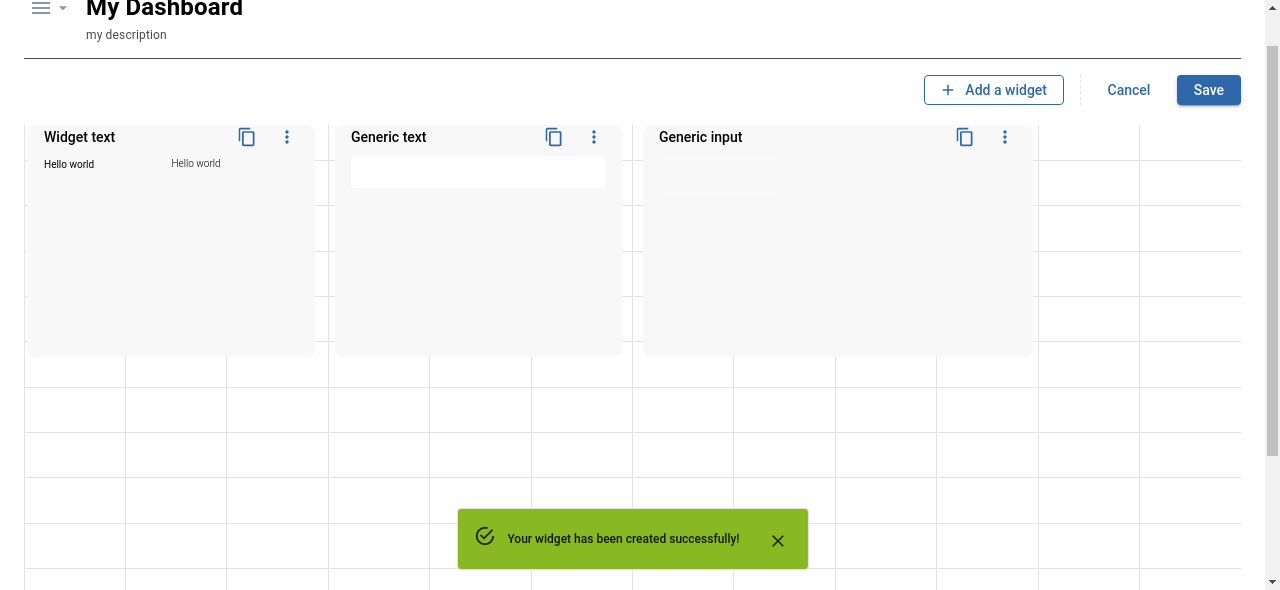 My Dashboard
my description
Add a widget
Cancel
Save
Widget text
Generic text
Generic input
Hello world
Hello world
Your widget has been created successfully!